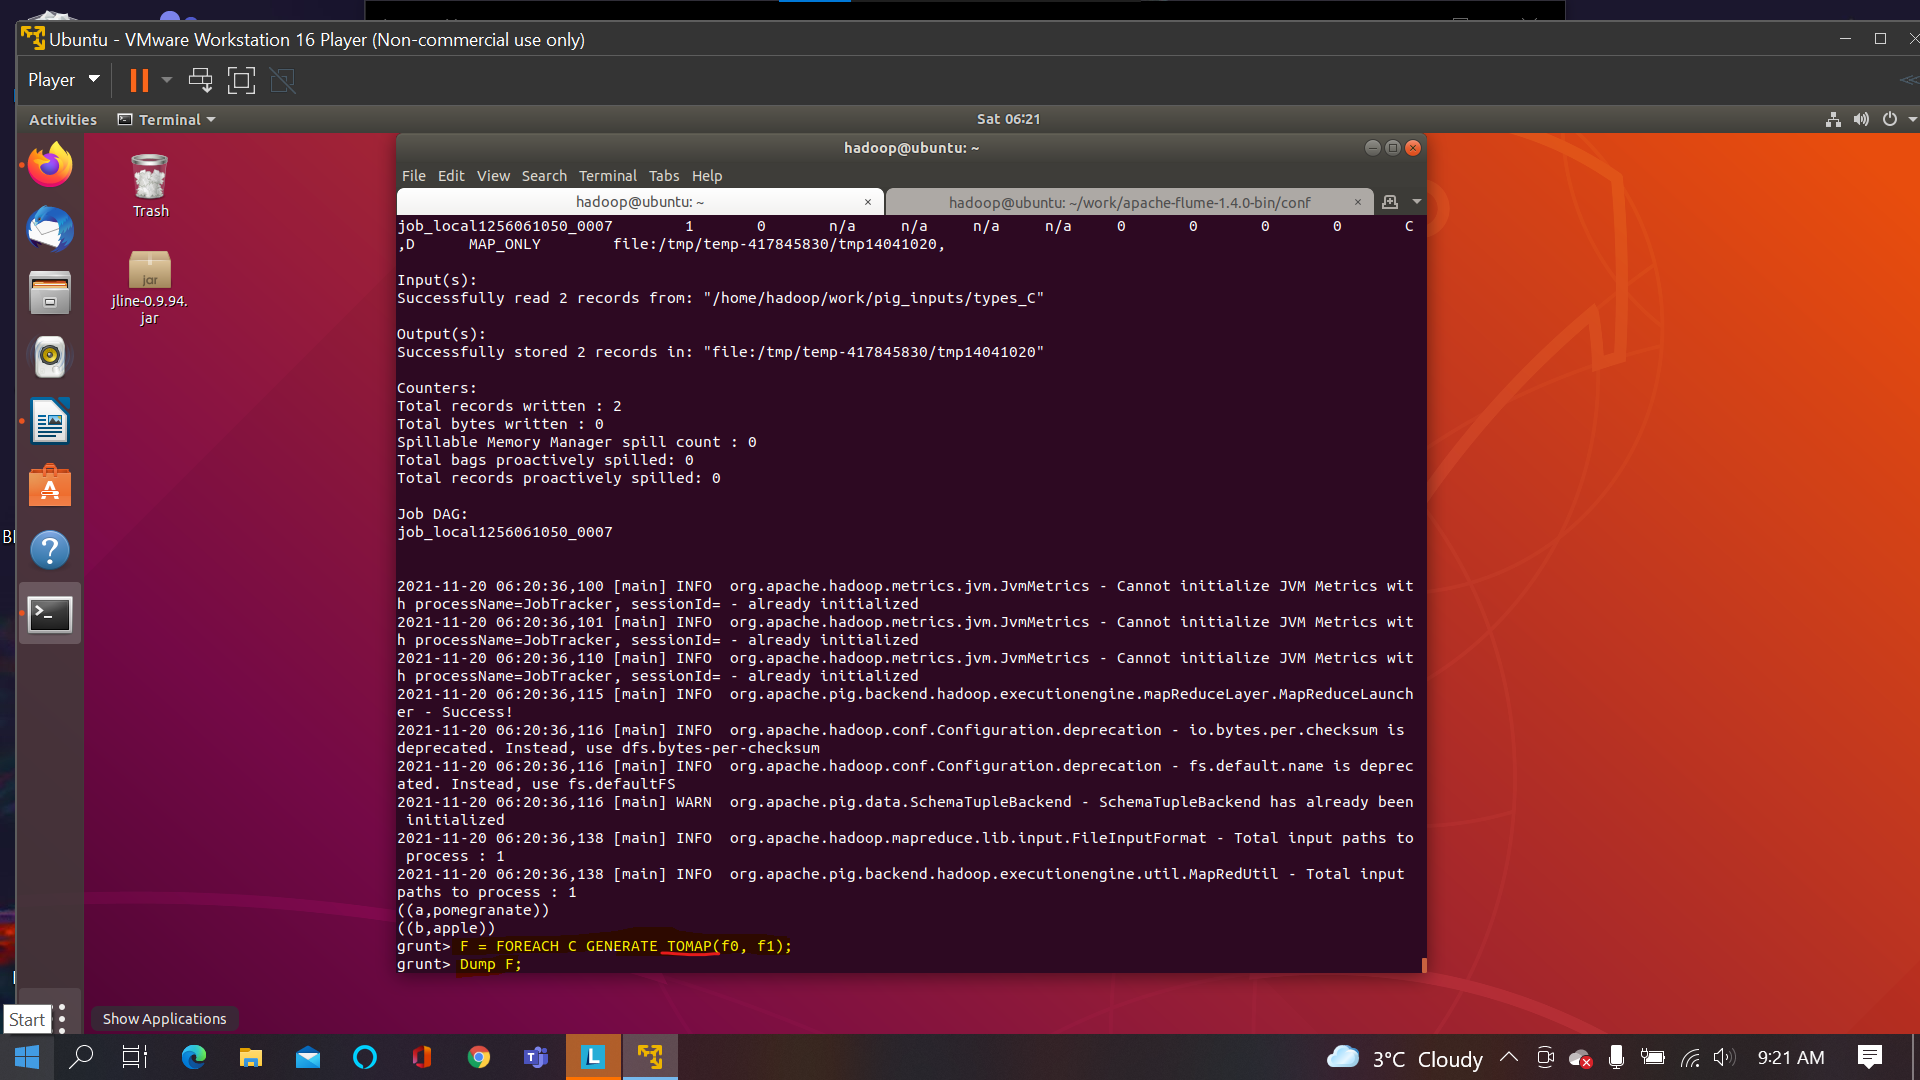 Ubuntu - VMware Workstation 16 Player (Non-commercial use only)
Player
Activities
Terminal
Sat 06:21
Trash
jar
jline-0.9.94.
jar
hadoop@ubuntu: ~
File Edit View Search Terminal Tabs Help
hadoop@ubuntu: ~ ×
hadoop@ubuntu: ~/work/apache-flume-1.4.0-bin/conf ×
job_local1256061050_0007 1 0 n/a n/a n/a n/a 0 0 0 0 C
,D MAP_ONLY file:/tmp/temp-417845830/tmp14041020,
Input(s):
Successfully read 2 records from: "/home/hadoop/work/pig_inputs/types_C"
Output(s):
Successfully stored 2 records in: "file:/tmp/temp-417845830/tmp14041020"
Counters:
Total records written : 2
Total bytes written : 0
Spillable Memory Manager spill count : 0
Total bags proactively spilled: 0
Total records proactively spilled: 0
Job DAG:
job_local1256061050_0007
2021-11-20 06:20:36,100 [main] INFO  org.apache.hadoop.metrics.jvm.JvmMetrics - Cannot initialize JVM Metrics wit
h processName=JobTracker, sessionId= - already initialized
2021-11-20 06:20:36,101 [main] INFO  org.apache.hadoop.metrics.jvm.JvmMetrics - Cannot initialize JVM Metrics wit
h processName=JobTracker, sessionId= - already initialized
2021-11-20 06:20:36,110 [main] INFO  org.apache.hadoop.metrics.jvm.JvmMetrics - Cannot initialize JVM Metrics wit
h processName=JobTracker, sessionId= - already initialized
2021-11-20 06:20:36,115 [main] INFO  org.apache.pig.backend.hadoop.executionengine.mapReduceLayer.MapReduceLaunch
er - Success!
2021-11-20 06:20:36,116 [main] INFO  org.apache.hadoop.conf.Configuration.deprecation - io.bytes.per.checksum is
deprecated. Instead, use dfs.bytes-per-checksum
2021-11-20 06:20:36,116 [main] INFO  org.apache.hadoop.conf.Configuration.deprecation - fs.default.name is deprec
ated. Instead, use fs.defaultFS
2021-11-20 06:20:36,116 [main] WARN  org.apache.pig.data.SchemaTupleBackend - SchemaTupleBackend has already been
initialized
2021-11-20 06:20:36,138 [main] INFO  org.apache.hadoop.mapreduce.lib.input.FileInputFormat - Total input paths to
process : 1
2021-11-20 06:20:36,138 [main] INFO  org.apache.pig.backend.hadoop.executionengine.util.MapRedUtil - Total input
paths to process : 1
((a,pomegranate))
((b,apple))
grunt> F = FOREACH C GENERATE TOMAP(f0, f1);
grunt> Dump F;
Start
Show Applications
L
3°C Cloudy
9:21 AM